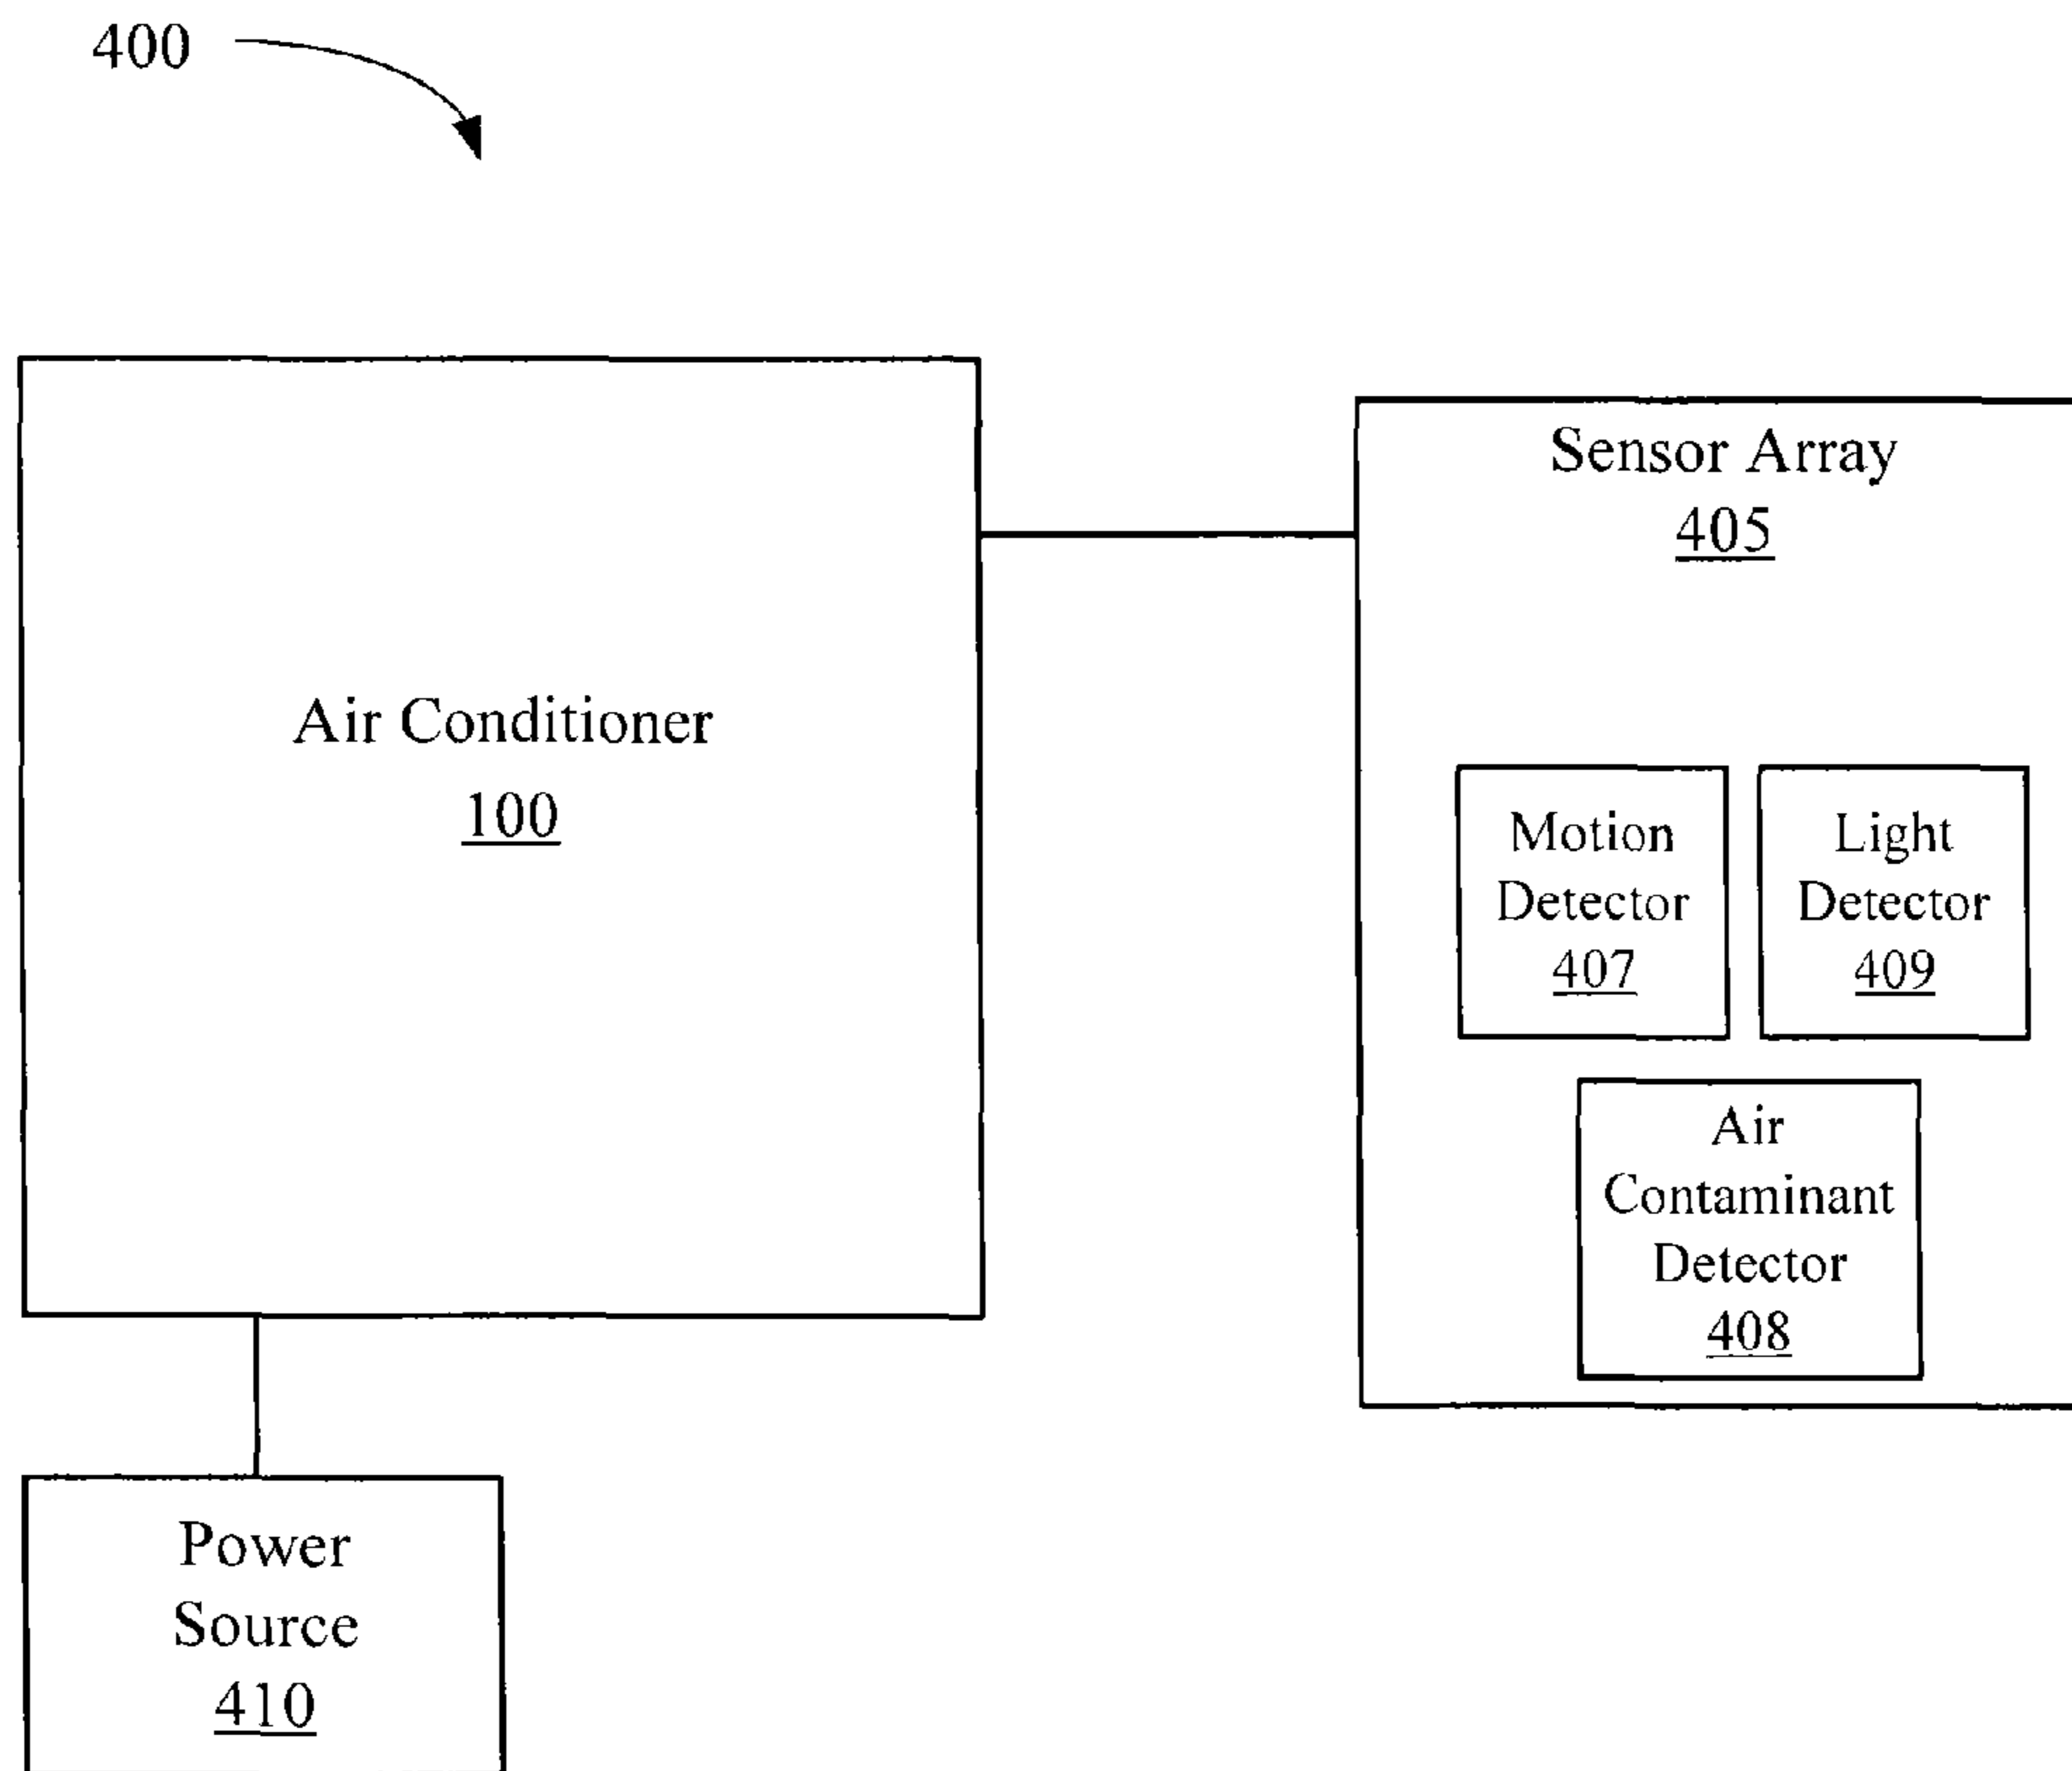 400
Air Conditioner
100
Sensor Array
405
Motion
Detector
407
Light
Detector
409
Air
Contaminant
Detector
408
Power
Source
410